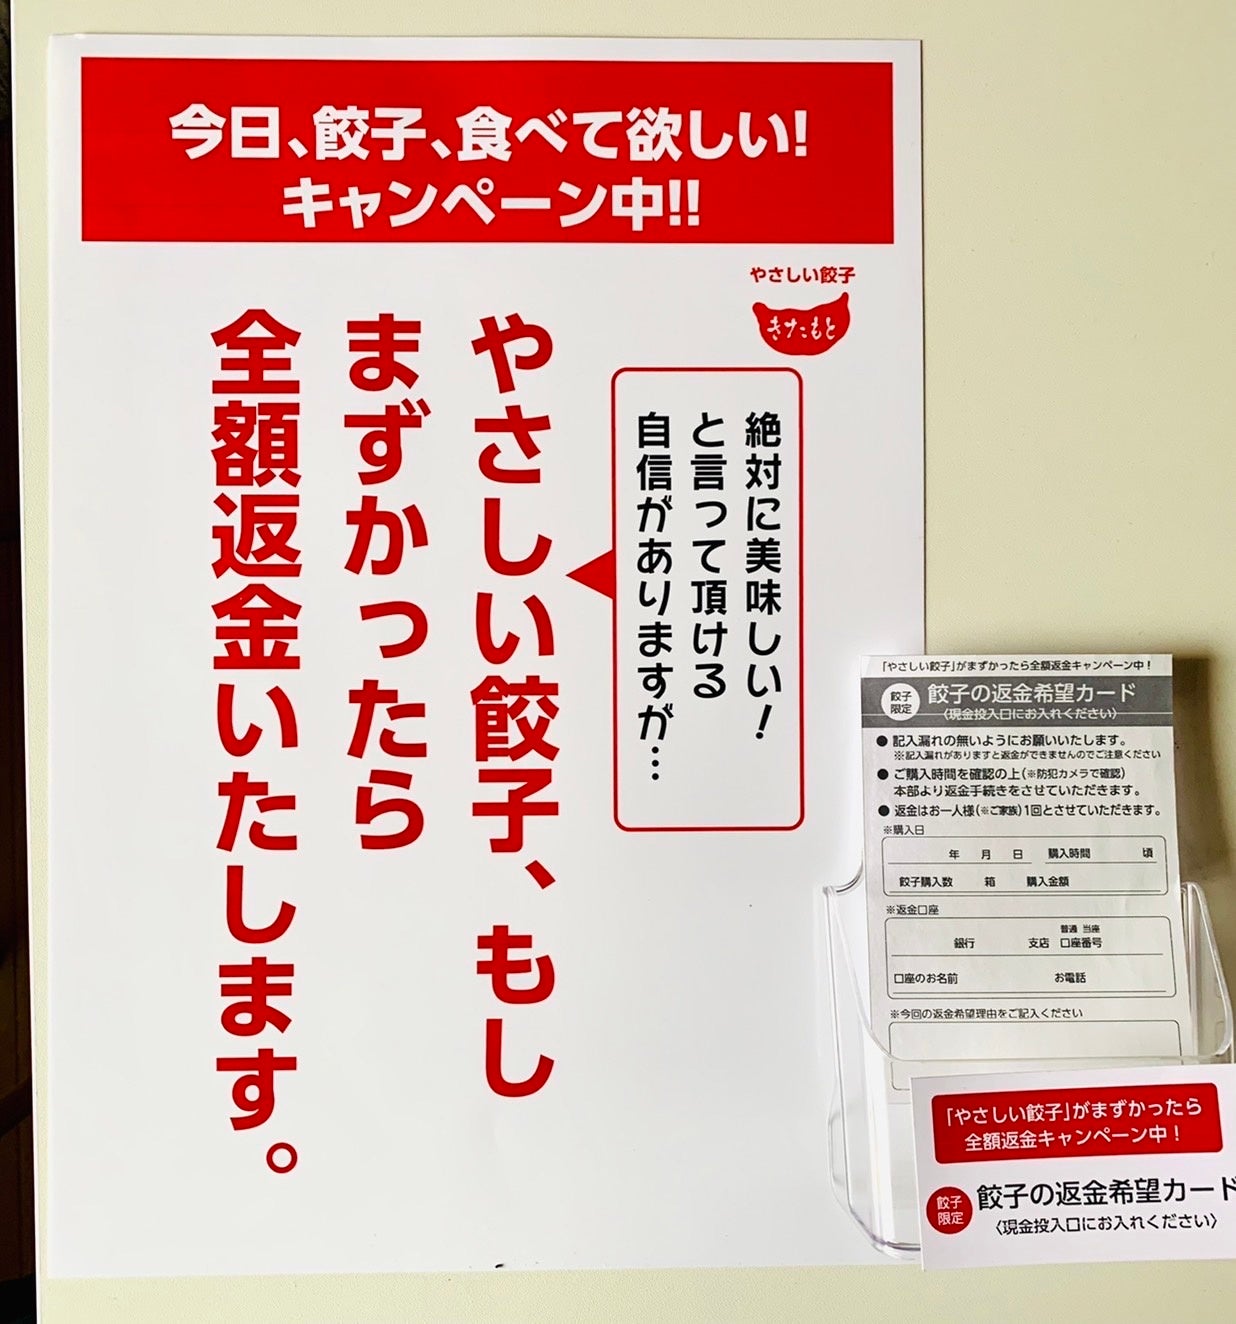 今日、餃子、食べて欲しい!
キャンペーン中!!
やさしい餃子
きたもと
絶対に美味しい!
と言って頂ける
自信がありますが…
やさしい餃子、もし
まずかったら
全額返金いたします。
「やさしい餃子」がまずかったら全額返金キャンペーン中!
餃子
限定
餃子の返金希望カード
〈現金投入口にお入れください〉
● 記入漏れの無いようにお願いいたします。
※記入漏れがありますと返金ができませんのでご注意ください
● ご購入時間を確認の上(※防犯カメラで確認)
本部より返金手続きをさせていただきます。
● 返金はお一人様(※ご家族)1回とさせていただきます。
※購入日
年 月 日 購入時間 頃
餃子購入数 箱 購入金額
※返金口座
普通 当座
銀行 支店 口座番号
口座のお名前 お電話
※今回の返金希望理由をご記入ください
「やさしい餃子」がまずかったら
全額返金キャンペーン中!
餃子
限定
餃子の返金希望カード
〈現金投入口にお入れください〉